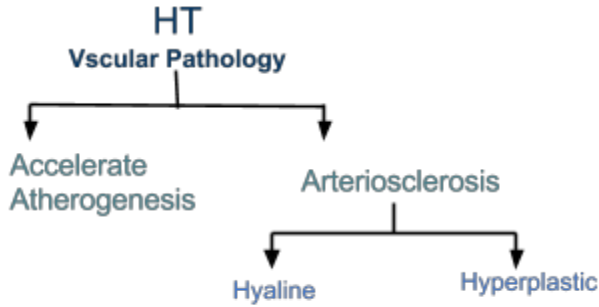 HT
Vscular Pathology
Accelerate
Atherogenesis
Arteriosclerosis
Hyaline
Hyperplastic